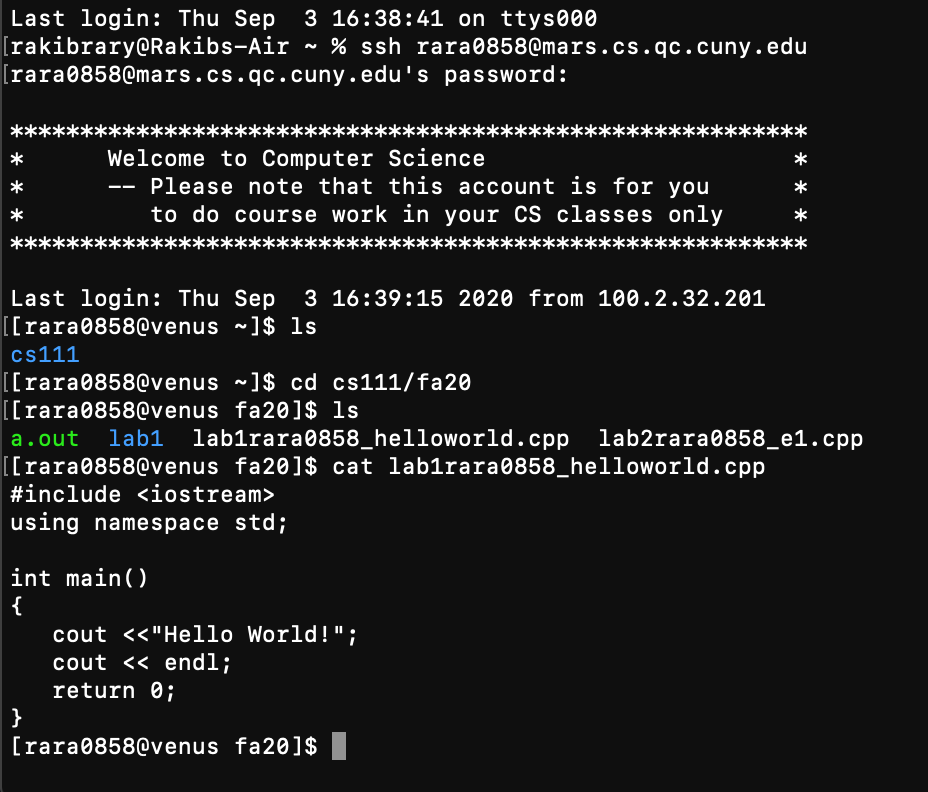 Last login: Thu Sep  3 16:38:41 on ttys000
[rakibrary@Rakibs-Air ~ % ssh rara0858@mars.cs.qc.cuny.edu
[rara0858@mars.cs.qc.cuny.edu's password:
*********************************************************
*      Welcome to Computer Science                      *
*      -- Please note that this account is for you      *
*         to do course work in your CS classes only     *
*********************************************************
Last login: Thu Sep  3 16:39:15 2020 from 100.2.32.201
[[rara0858@venus ~]$ ls
cs111
[[rara0858@venus ~]$ cd cs111/fa20
[[rara0858@venus fa20]$ ls
a.out  lab1  lab1rara0858_helloworld.cpp  lab2rara0858_e1.cpp
[[rara0858@venus fa20]$ cat lab1rara0858_helloworld.cpp
#include <iostream>
using namespace std;
int main()
{
   cout <<"Hello World!";
   cout << endl;
   return 0;
}
[rara0858@venus fa20]$